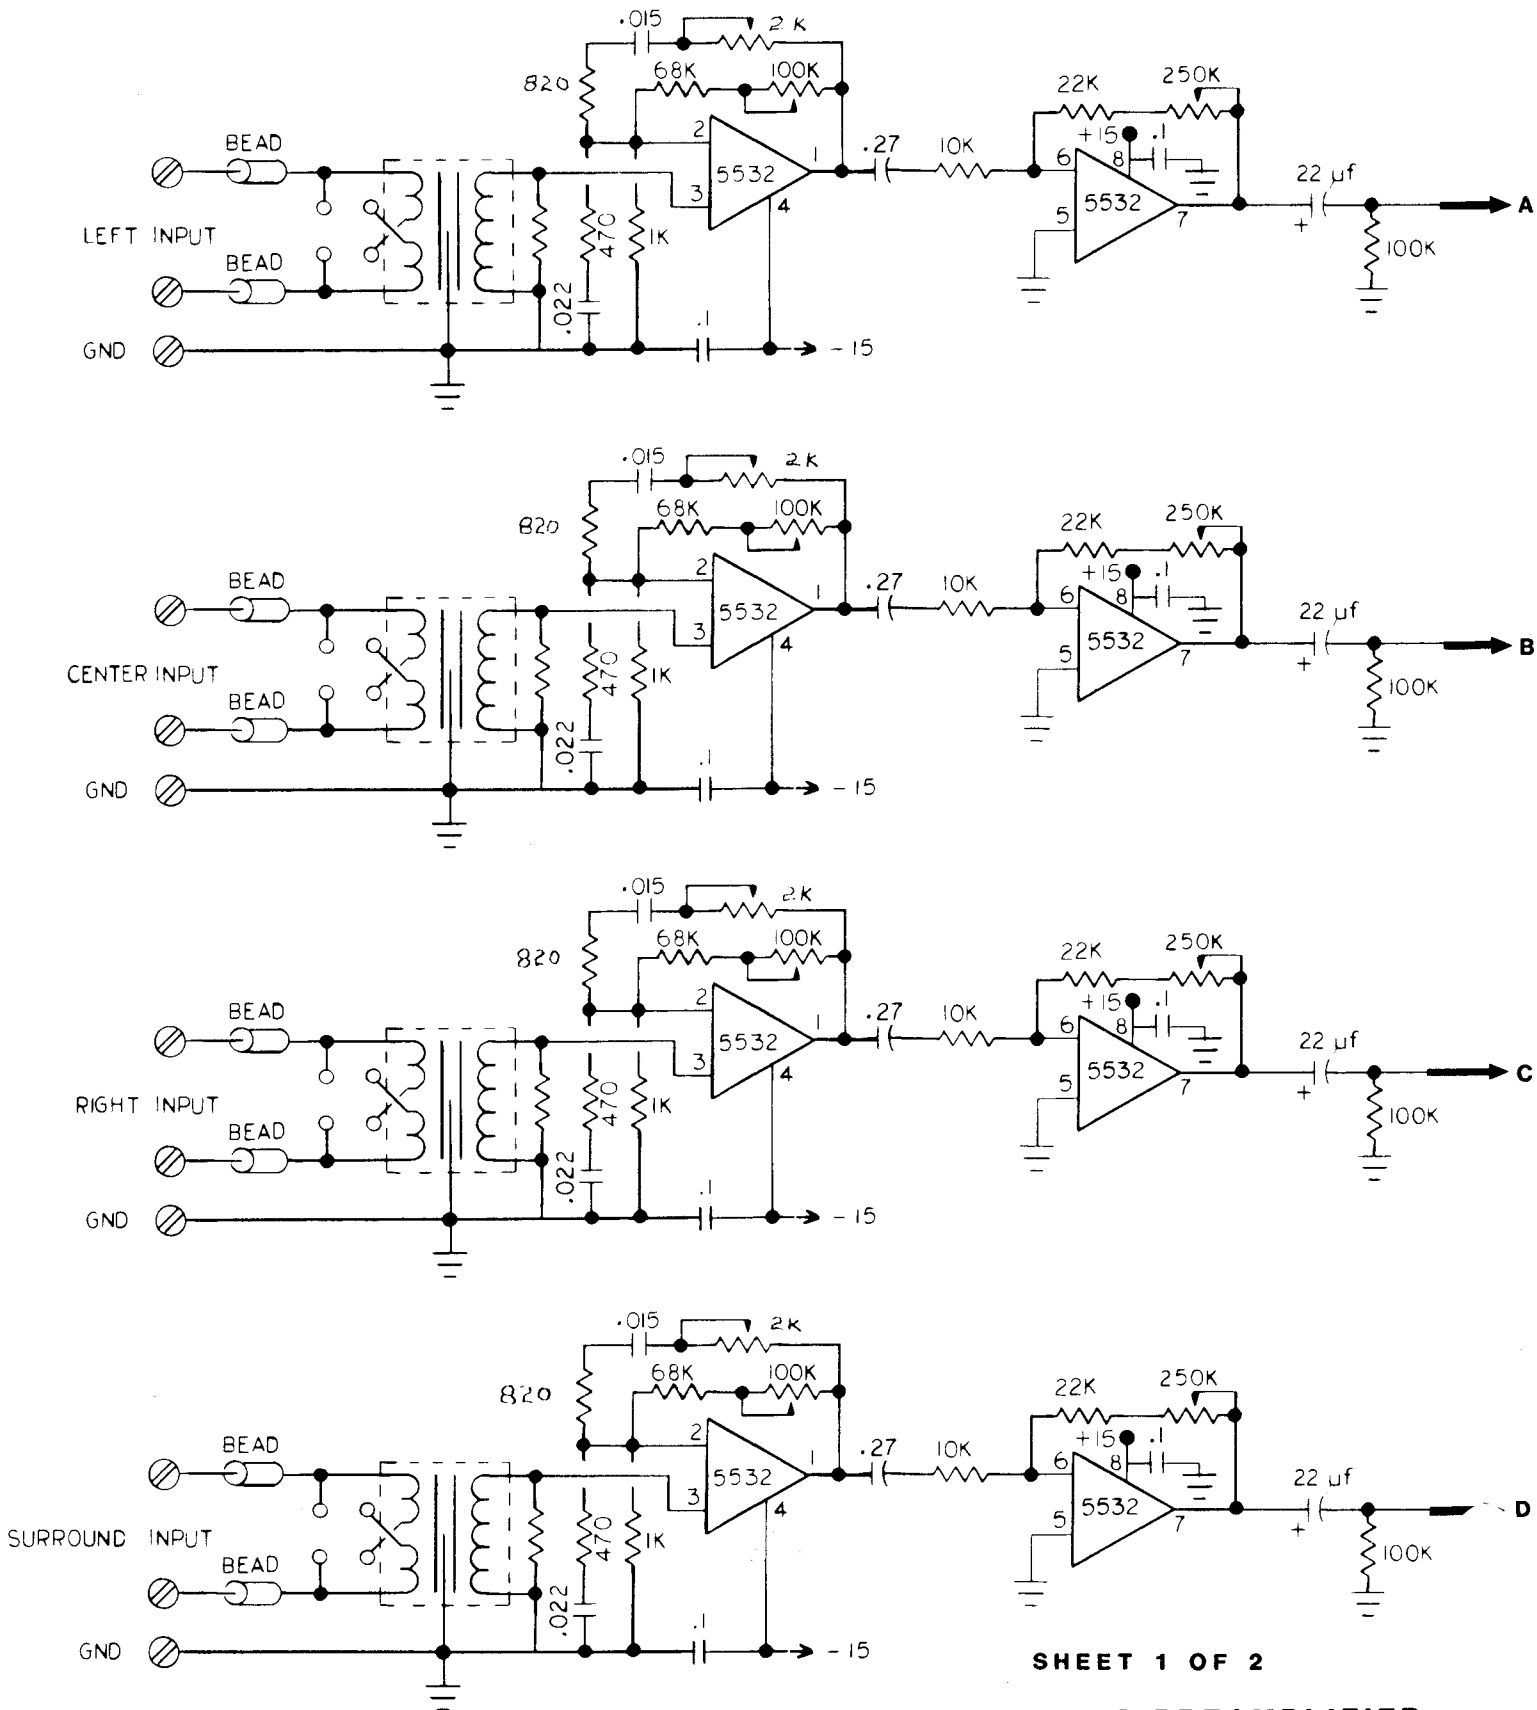 .015 2K
820 68K 100K 22K 250K
BEAD 2 1 .27 10K +15 .1
5532 6 8 22 µf
3 4 5 5532 7 + A
LEFT INPUT 470 1K 100K
BEAD .022
GND .1 -15
.015 2K
820 68K 100K 22K 250K
BEAD 2 1 .27 10K +15 .1
5532 6 8 22 µf
3 4 5 5532 7 + B
CENTER INPUT 470 1K 100K
BEAD .022
GND .1 -15
.015 2K
820 68K 100K 22K 250K
BEAD 2 1 .27 10K +15 .1
5532 6 8 22 µf
3 4 5 5532 7 + C
RIGHT INPUT 470 1K 100K
BEAD .022
GND .1 -15
.015 2K
820 68K 100K 22K 250K
BEAD 2 1 .27 10K +15 .1
5532 6 8 22 µf
3 4 5 5532 7 + D
SURROUND INPUT 470 1K 100K
BEAD .022
GND .1 -15
SHEET 1 OF 2